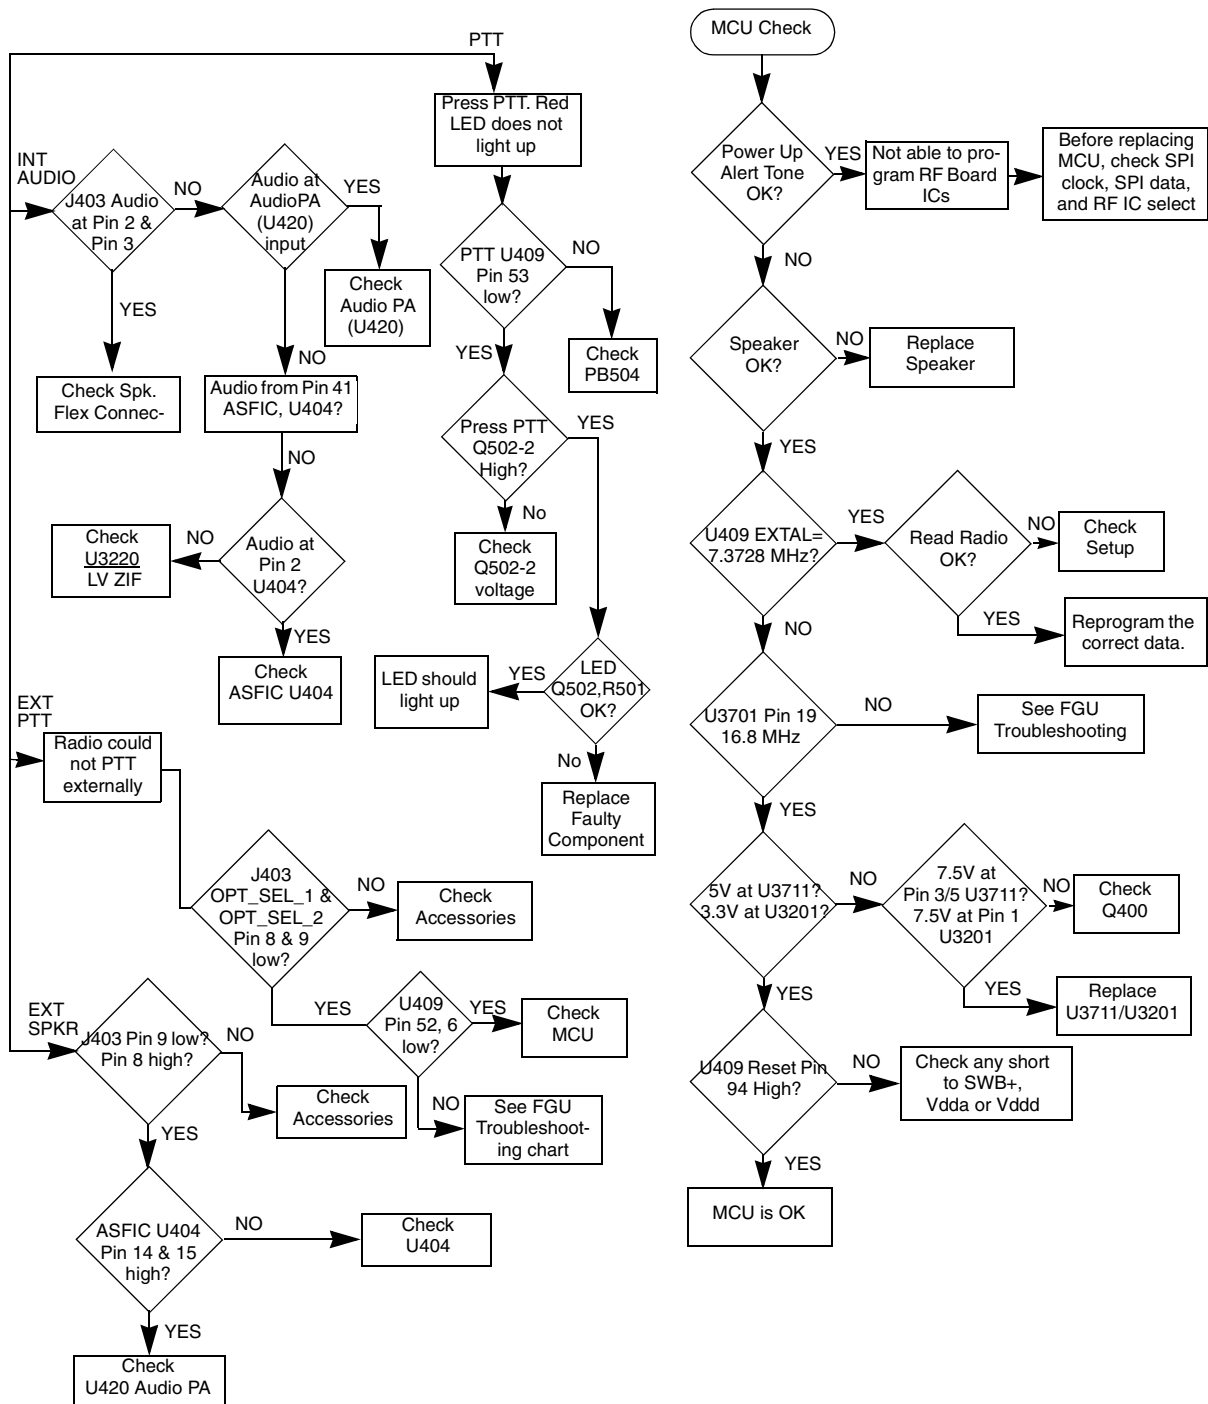 PTT
Press PTT. Red
LED does not
light up
INT
AUDIO
J403 Audio
at Pin 2 &
Pin 3
NO
Audio at
AudioPA
(U420)
input
YES
Check
Audio PA
(U420)
YES
Check Spk.
Flex Connec-
NO
Audio from Pin 41
ASFIC, U404?
NO
Audio at
Pin 2
U404?
NO
Check
U3220
LV ZIF
YES
Check
ASFIC U404
PTT U409
Pin 53
low?
NO
Check
PB504
YES
Press PTT
Q502-2
High?
YES
No
Check
Q502-2
voltage
LED
Q502,R501
OK?
YES
LED should
light up
No
Replace
Faulty
Component
EXT
PTT
Radio could
not PTT
externally
J403
OPT_SEL_1 &
OPT_SEL_2
Pin 8 & 9
low?
NO
Check
Accessories
YES
U409
Pin 52, 6
low?
YES
Check
MCU
NO
See FGU
Troubleshoot-
ing chart
EXT
SPKR
J403 Pin 9 low?
Pin 8 high?
NO
Check
Accessories
YES
ASFIC U404
Pin 14 & 15
high?
NO
Check
U404
YES
Check
U420 Audio PA
MCU Check
Power Up
Alert Tone
OK?
YES
Not able to pro-
gram RF Board
ICs
Before replacing
MCU, check SPI
clock, SPI data,
and RF IC select
NO
Speaker
OK?
NO
Replace
Speaker
YES
U409 EXTAL=
7.3728 MHz?
YES
Read Radio
OK?
NO
Check
Setup
YES
Reprogram the
correct data.
NO
U3701 Pin 19
16.8 MHz
NO
See FGU
Troubleshooting
YES
5V at U3711?
3.3V at U3201?
NO
7.5V at
Pin 3/5 U3711?
7.5V at Pin 1
U3201
NO
Check
Q400
YES
Replace
U3711/U3201
YES
U409 Reset Pin
94 High?
NO
Check any short
to SWB+,
Vdda or Vddd
YES
MCU is OK